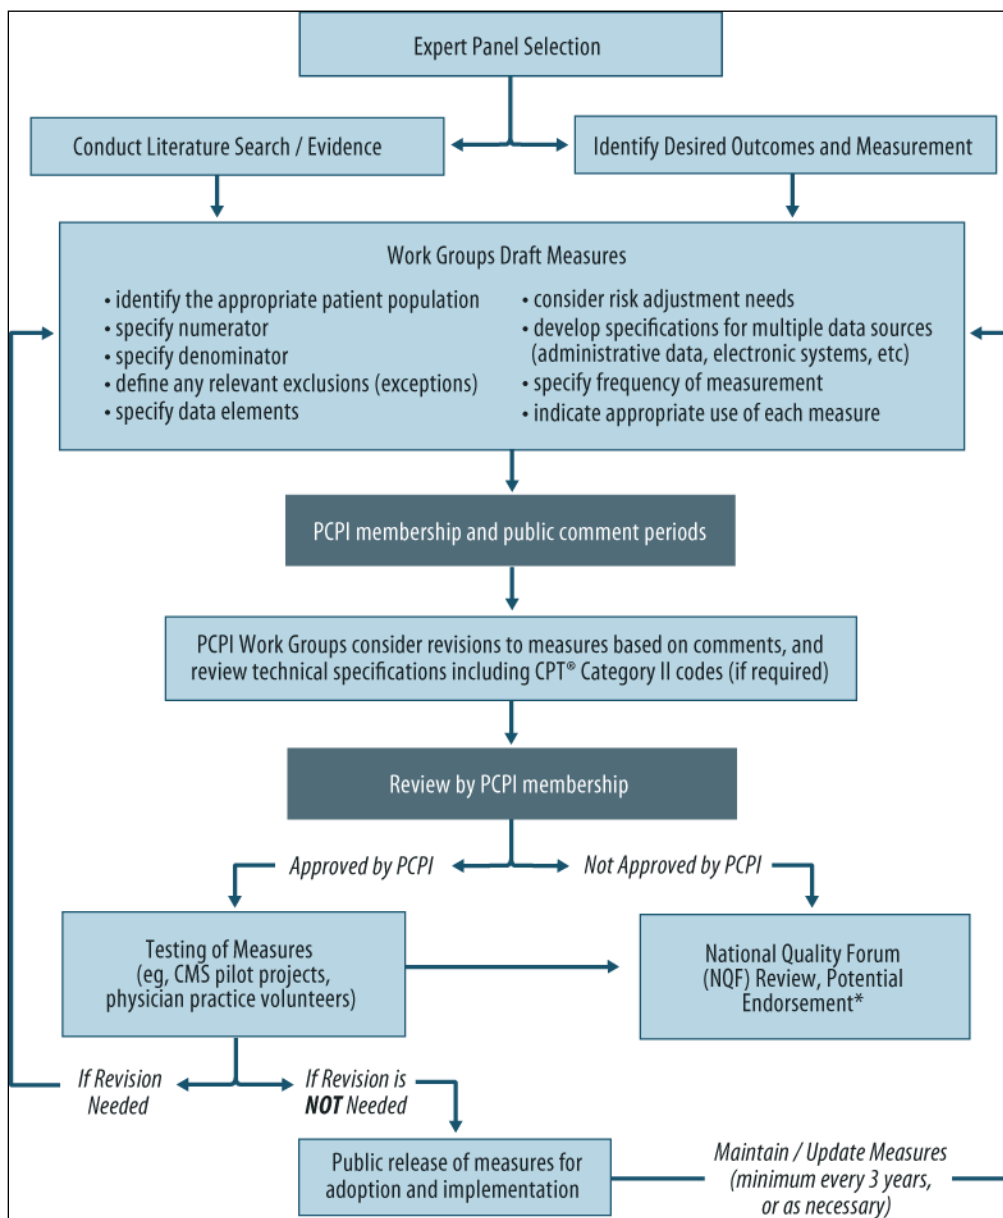 Expert Panel Selection
Conduct Literature Search / Evidence
Identify Desired Outcomes and Measurement
Work Groups Draft Measures
• identify the appropriate patient population
• specify numerator
• specify denominator
• define any relevant exclusions (exceptions)
• specify data elements
• consider risk adjustment needs
• develop specifications for multiple data sources
(administrative data, electronic systems, etc)
• specify frequency of measurement
• indicate appropriate use of each measure
PCPI membership and public comment periods
PCPI Work Groups consider revisions to measures based on comments, and
review technical specifications including CPT® Category II codes (if required)
Review by PCPI membership
Approved by PCPI
Not Approved by PCPI
Testing of Measures
(eg, CMS pilot projects,
physician practice volunteers)
National Quality Forum
(NQF) Review, Potential
Endorsement*
If Revision
Needed
If Revision is
NOT Needed
Public release of measures for
adoption and implementation
Maintain / Update Measures
(minimum every 3 years,
or as necessary)